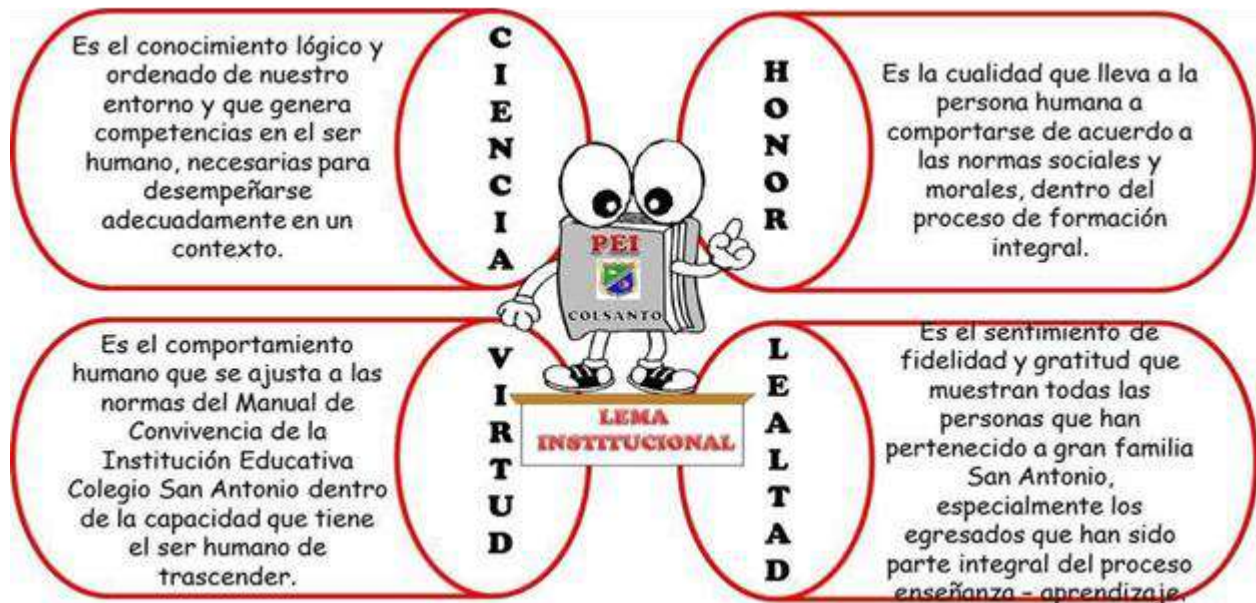 Es el conocimiento lógico y
ordenado de nuestro
entorno y que genera
competencias en el ser
humano, necesarias para
desempeñarse
adecuadamente en un
contexto.
CIENCIA
HONOR
Es la cualidad que lleva a la
persona humana a
comportarse de acuerdo a
las normas sociales y
morales, dentro del
proceso de formación
integral.
PEI
COLSANTO
LEMA
INSTITUCIONAL
Es el comportamiento
humano que se ajusta a las
normas del Manual de
Convivencia de la
Institución Educativa
Colegio San Antonio dentro
de la capacidad que tiene
el ser humano de
trascender.
VIRTUD
LEALTAD
Es el sentimiento de
fidelidad y gratitud que
muestran todas las
personas que han
pertenecido a gran familia
San Antonio,
especialmente los
egresados que han sido
parte integral del proceso
enseñanza - aprendizaje.